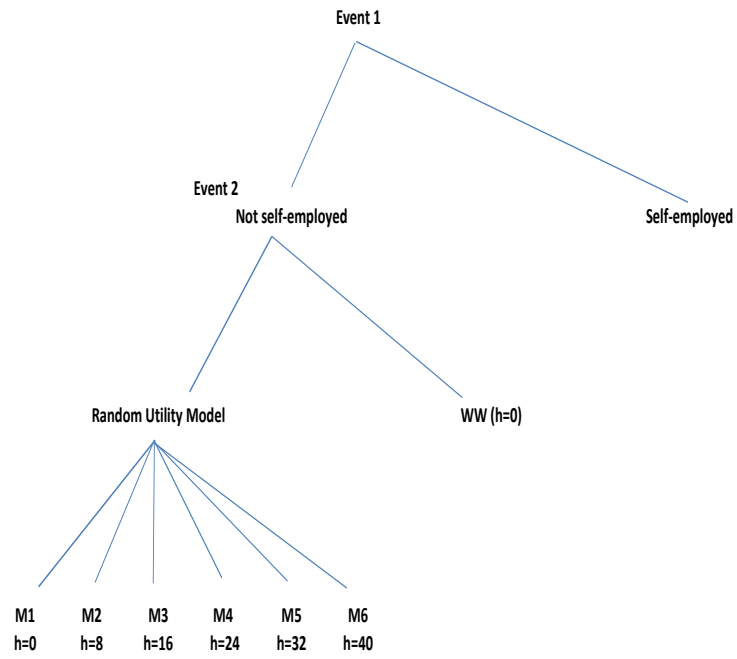 Event 1
Event 2
Not self-employed
Self-employed
Random Utility Model
WW (h=0)
M1 M2 M3 M4 M5 M6
h=0 h=8 h=16 h=24 h=32 h=40